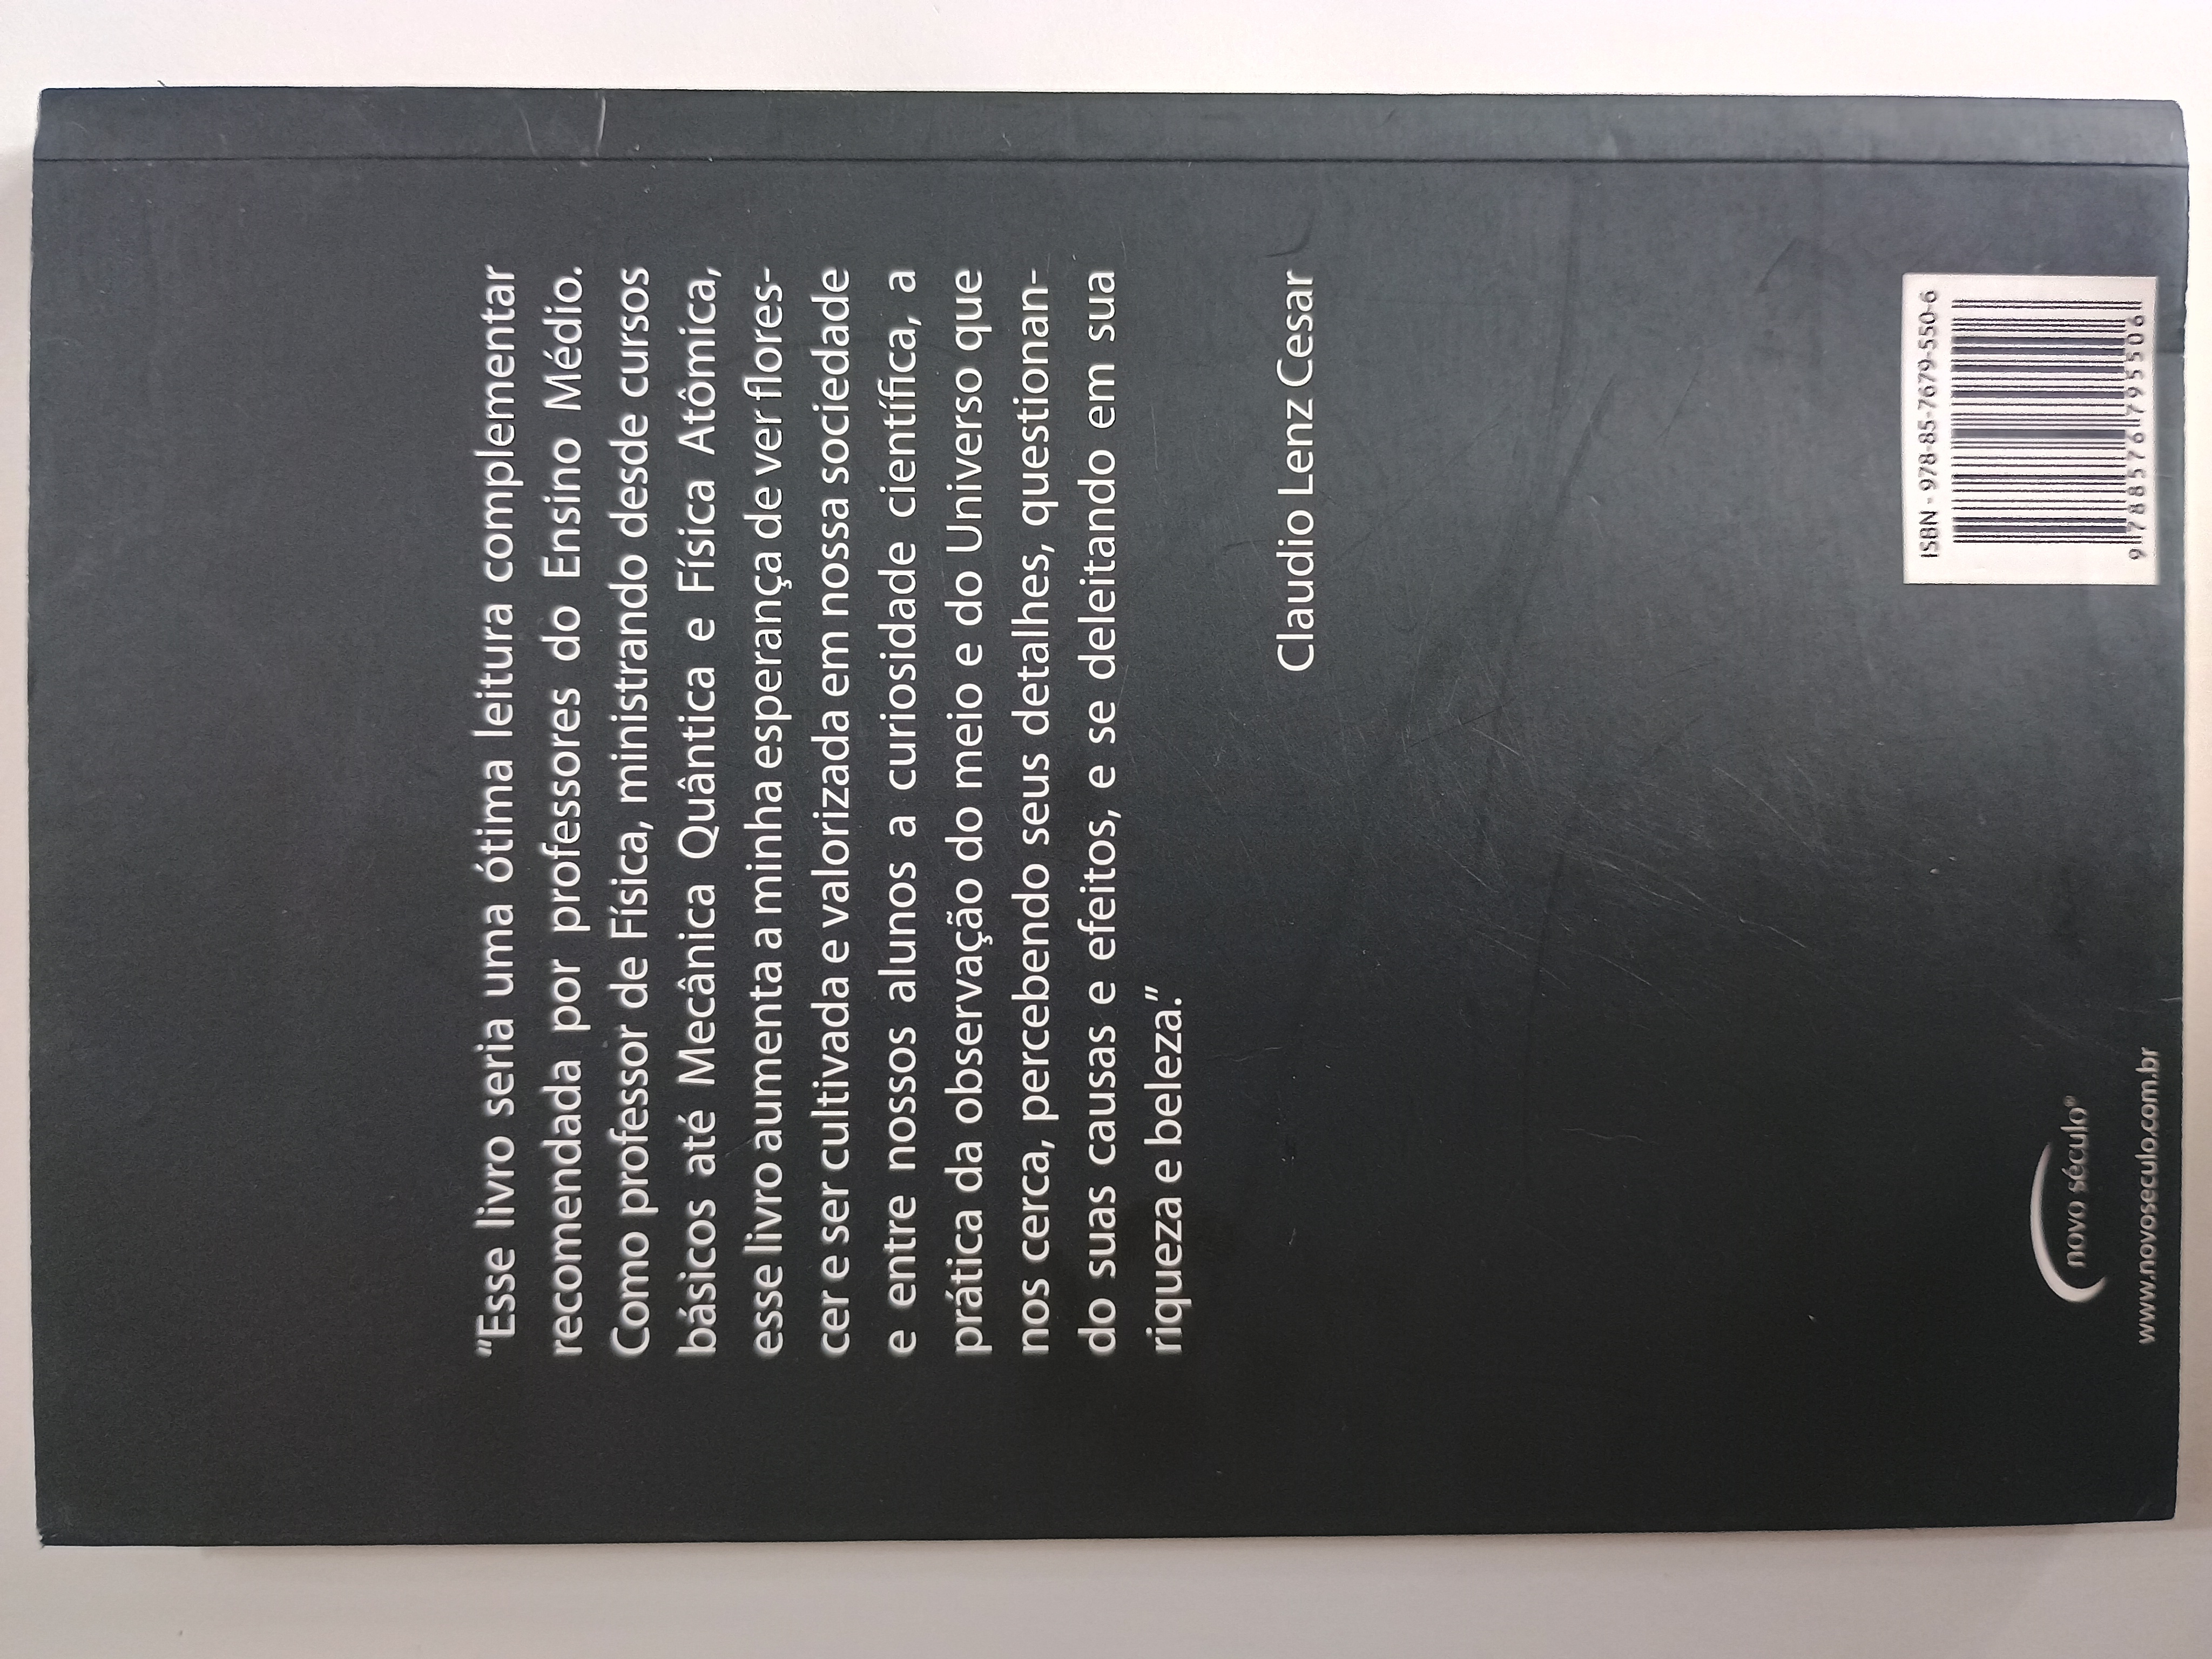 "Esse livro seria uma ótima leitura complementar
recomendada por professores do Ensino Médio.
Como professor de Física, ministrando desde cursos
básicos até Mecânica Quântica e Física Atômica,
esse livro aumenta a minha esperança de ver flores-
cer e ser cultivada e valorizada em nossa sociedade
e entre nossos alunos a curiosidade científica, a
prática da observação do meio e do Universo que
nos cerca, percebendo seus detalhes, questionan-
do suas causas e efeitos, e se deleitando em sua
riqueza e beleza."
Claudio Lenz Cesar
novo século®
www.novoseculo.com.br
ISBN - 978-85-7679-550-6
9 788576 795506